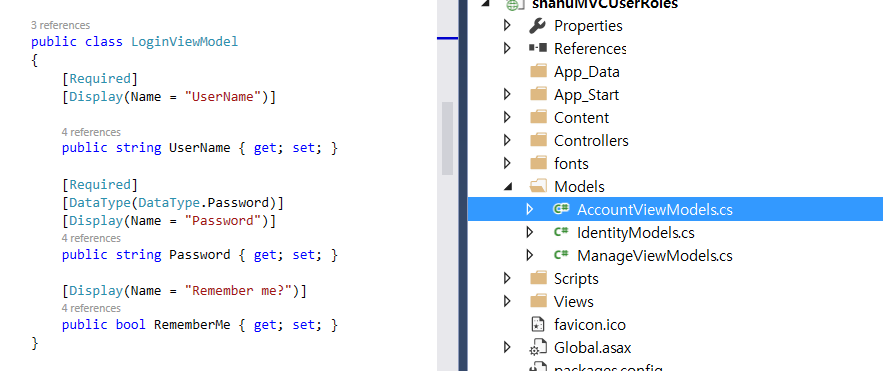 3 references
public class LoginViewModel
{
[Required]
[Display(Name = "UserName")]
4 references
public string UserName { get; set; }
[Required]
[DataType(DataType.Password)]
[Display(Name = "Password")]
4 references
public string Password { get; set; }
[Display(Name = "Remember me?")]
4 references
public bool RememberMe { get; set; }
}
shanuMVCUserRoles
Properties
References
App_Data
App_Start
Content
Controllers
fonts
Models
C# AccountViewModels.cs
C# IdentityModels.cs
C# ManageViewModels.cs
Scripts
Views
favicon.ico
Global.asax
packages.config